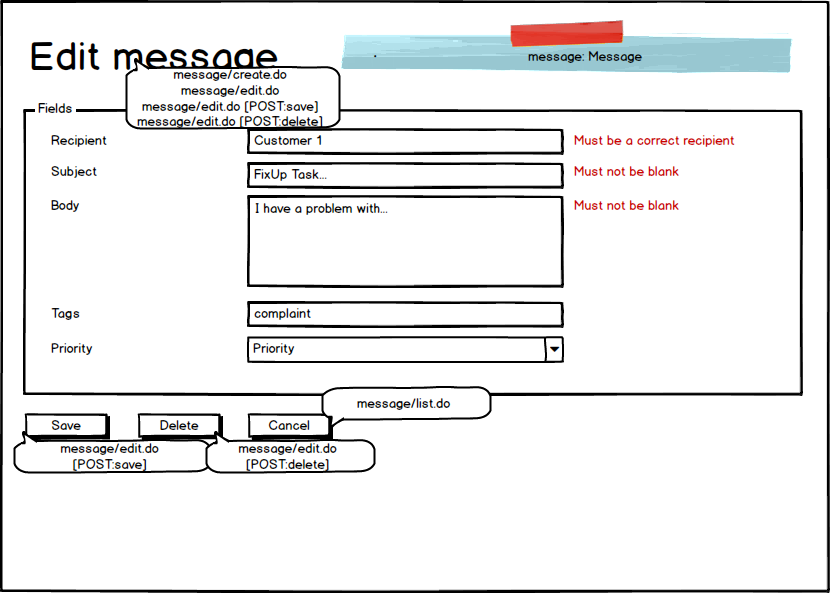 Edit message
message: Message
message/create.do
message/edit.do
message/edit.do [POST:save]
message/edit.do [POST:delete]
Fields
Recipient
Customer 1
Must be a correct recipient
Subject
FixUp Task...
Must not be blank
Body
I have a problem with...
Must not be blank
Tags
complaint
Priority
Priority
message/list.do
Save
Delete
Cancel
message/edit.do
[POST:save]
message/edit.do
[POST:delete]